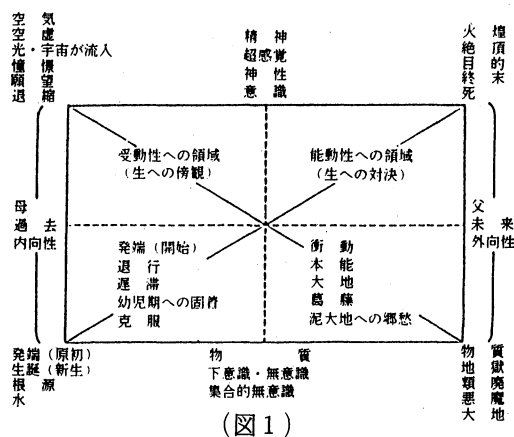 空気
空虚
光・宇宙が流入
憧憬
願望
退縮
精神
超感覚
神性
意識
火煌
絶頂
目的
終末
死
受動性への領域
(生への傍観)
能動性への領域
(生への対決)
母
過去
内向性
父
未来
外向性
発端(開始)
退行
遅滞
幼児期への固着
克服
衝動
本能
大地
葛藤
泥大地への郷愁
発端(原初)
生誕(新生)
根源
水
物質
下意識・無意識
集合的無意識
物質
地獄
頽廃
悪魔
大地
(図1)